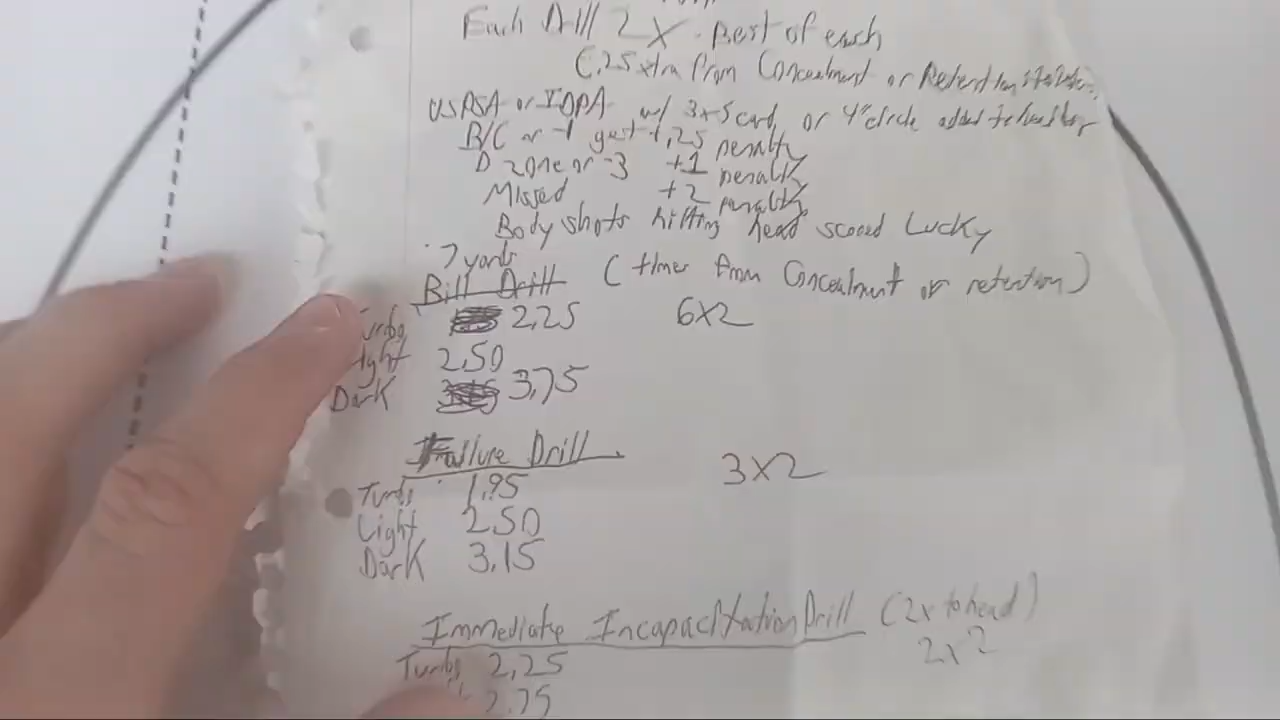 Each Drill 2X. Best of each
(.25 xtra from Concealment or Retention
USPSA or IDPA w/ 3x5 card, or 4" circle added to
B/C or -1 +.25 penalty
D zone or -3 +1 penalty
Missed +2 penalty
Body shots hitting head scored Lucky
7 yards
Bill Drill (times from Concealment or retention)
Turbo 2.25 6X2
Light 2.50
Dark 3.75
Failure Drill
3X2
Turbo 1.95
Light 2.50
Dark 3.15
Immediate Incapacitation Drill (2x to head)
2x2
Turbo 2.25
2.75